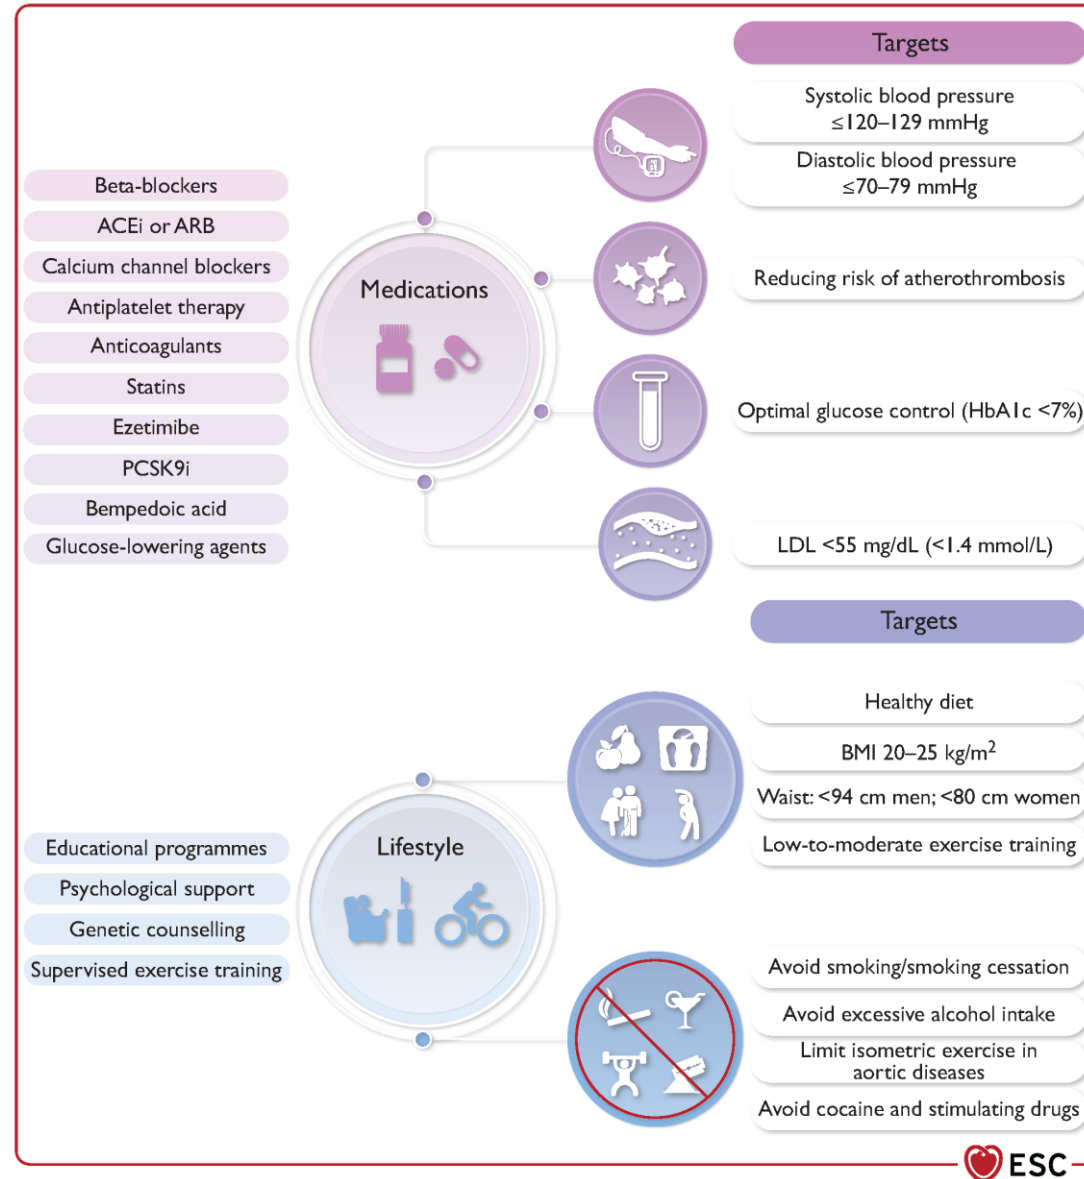 Targets
Systolic blood pressure
≤120–129 mmHg
Diastolic blood pressure
≤70–79 mmHg
Beta-blockers
ACEi or ARB
Calcium channel blockers
Antiplatelet therapy
Anticoagulants
Statins
Ezetimibe
PCSK9i
Bempedoic acid
Glucose-lowering agents
Medications
Reducing risk of atherothrombosis
Optimal glucose control (HbA1c <7%)
LDL <55 mg/dL (<1.4 mmol/L)
Targets
Healthy diet
BMI 20–25 kg/m²
Waist: <94 cm men; <80 cm women
Low-to-moderate exercise training
Educational programmes
Psychological support
Genetic counselling
Supervised exercise training
Lifestyle
Avoid smoking/smoking cessation
Avoid excessive alcohol intake
Limit isometric exercise in
aortic diseases
Avoid cocaine and stimulating drugs
ESC